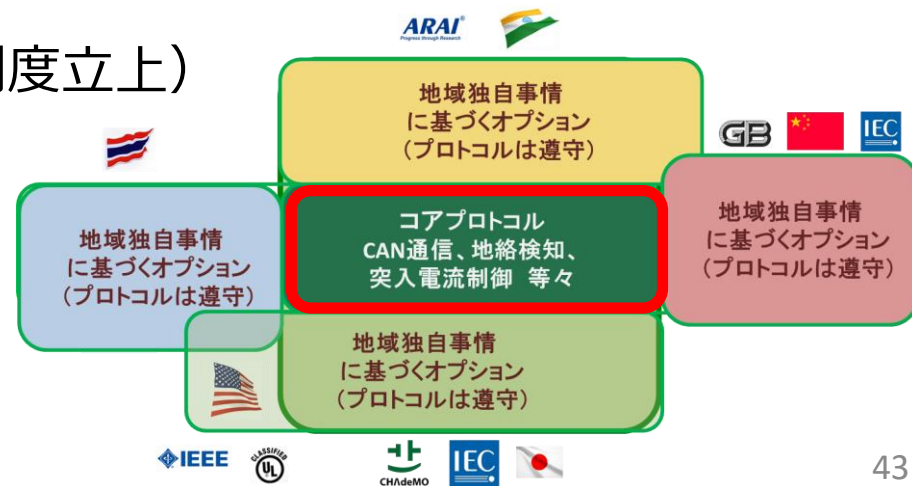 度立上）
ARAI®
Progress through Research
地域独自事情
に基づくオプション
（プロトコルは遵守）
GB
IEC
地域独自事情
に基づくオプション
（プロトコルは遵守）
コアプロトコル
CAN通信、地絡検知、
突入電流制御 等々
地域独自事情
に基づくオプション
（プロトコルは遵守）
地域独自事情
に基づくオプション
（プロトコルは遵守）
IEEE
CLASSIFIED
UL
CHAdeMO
IEC
43